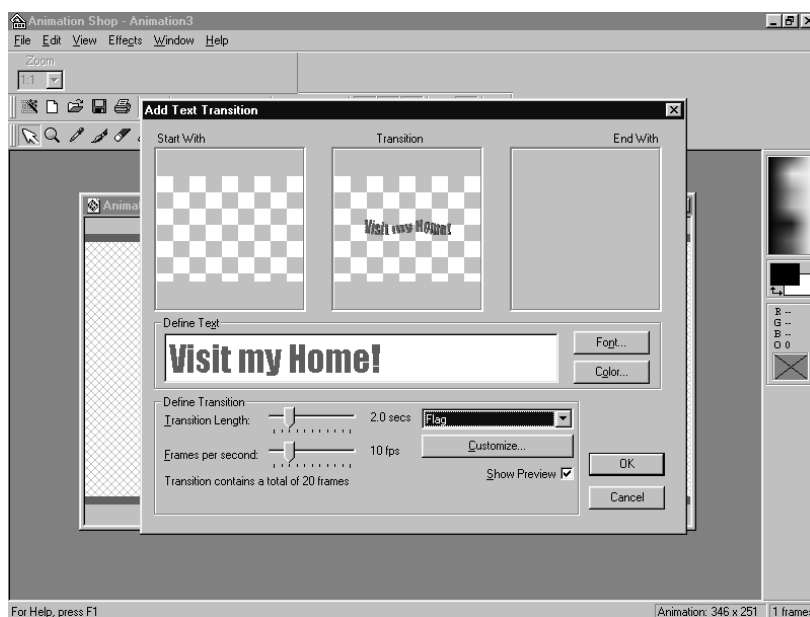 Animation Shop - Animation3
File Edit View Effects Window Help
Zoom
1:1
Add Text Transition
Start With Transition End With
Visit my Home!
Anima
Define Text
Visit my Home!
Font...
Color...
Define Transition
Transition Length: 2.0 secs Flag
Frames per second: 10 fps Customize...
Show Preview
Transition contains a total of 20 frames
OK
Cancel
R --
G --
B --
O 0
For Help, press F1 Animation: 346 x 251 1 frames